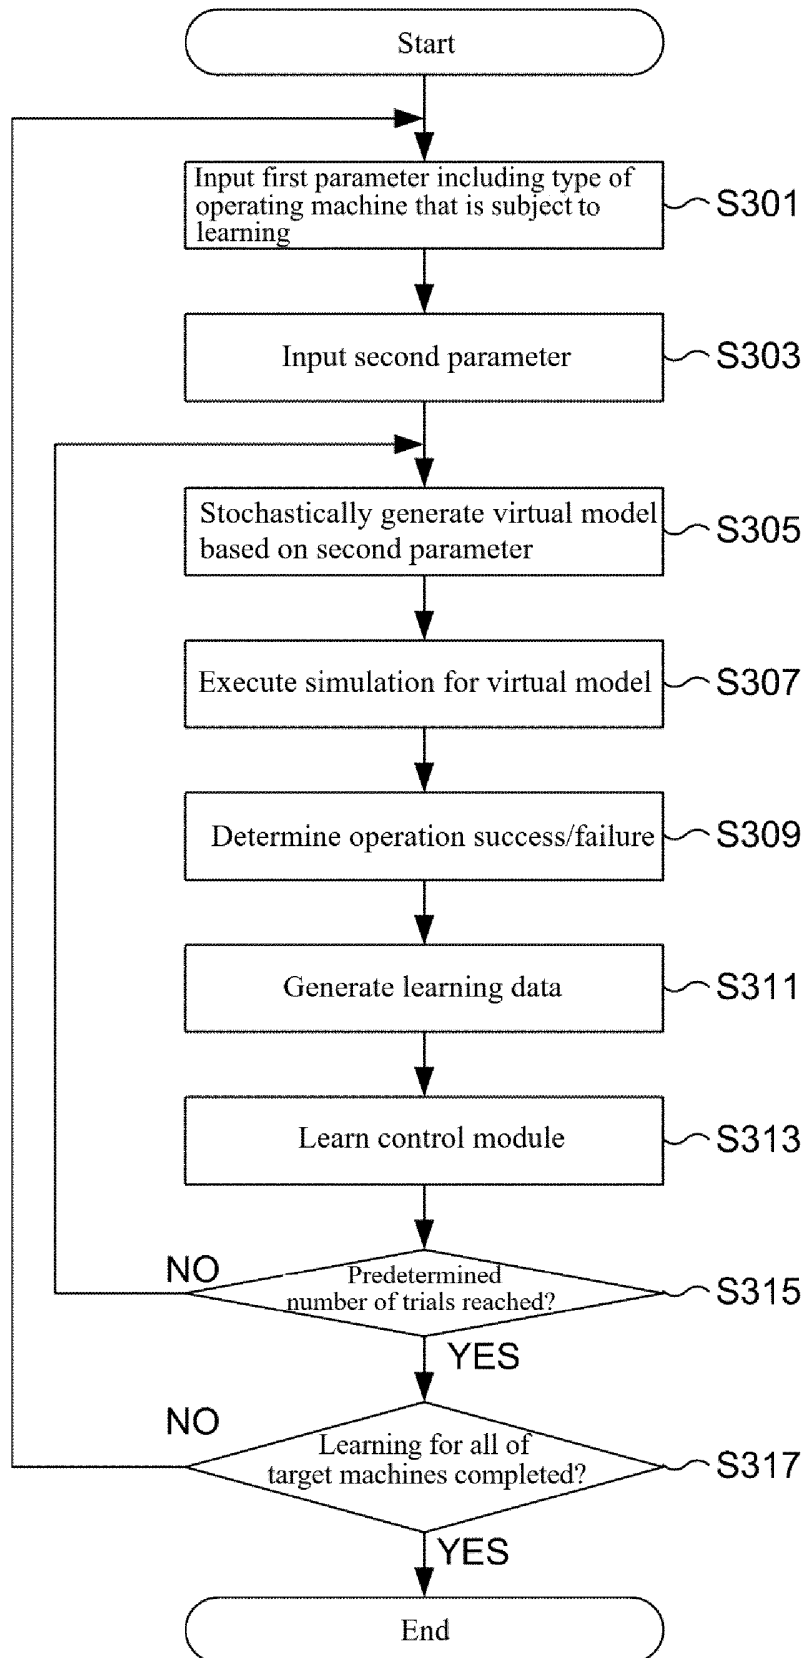 Start
Input first parameter including type of
operating machine that is subject to
learning
S301
Input second parameter
S303
Stochastically generate virtual model
based on second parameter
S305
Execute simulation for virtual model
S307
Determine operation success/failure
S309
Generate learning data
S311
Learn control module
S313
NO
Predetermined
number of trials reached?
S315
YES
NO
Learning for all of
target machines completed?
S317
YES
End